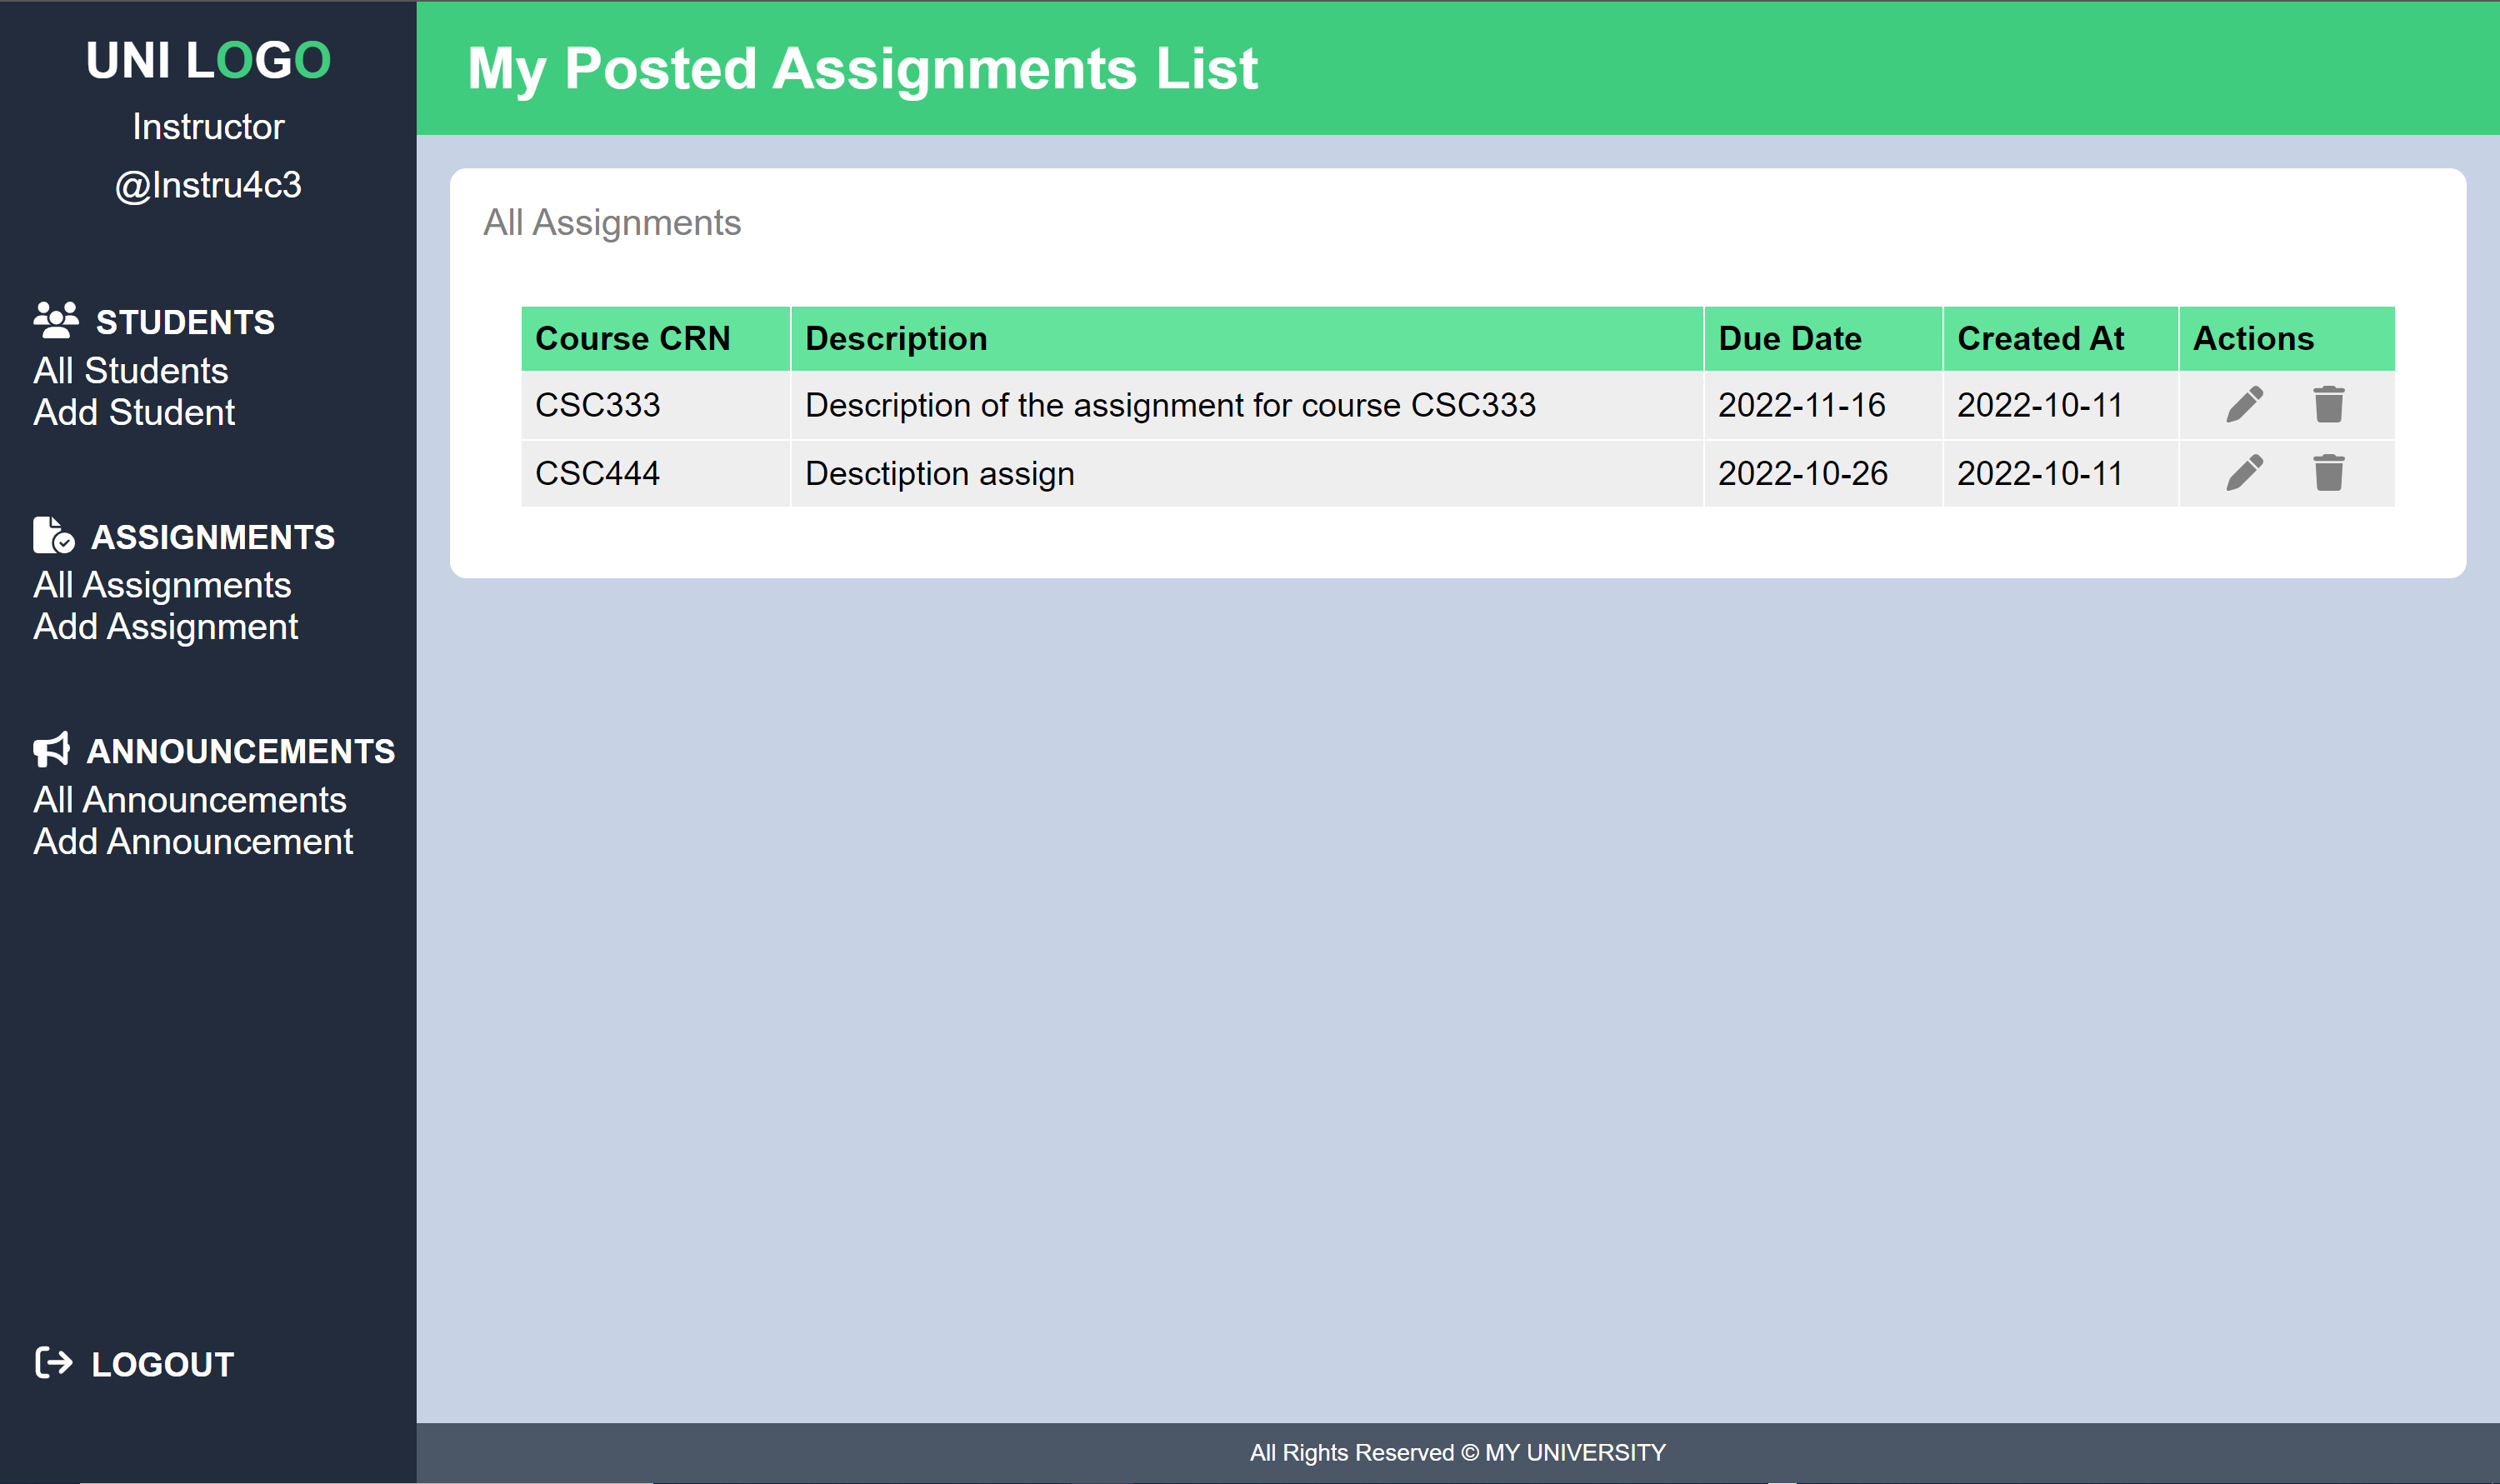 UNI LOGO
Instructor
@Instru4c3
STUDENTS
All Students
Add Student
ASSIGNMENTS
All Assignments
Add Assignment
ANNOUNCEMENTS
All Announcements
Add Announcement
LOGOUT
My Posted Assignments List
All Assignments
Course CRN Description Due Date Created At Actions
CSC333 Description of the assignment for course CSC333 2022-11-16 2022-10-11
CSC444 Desctiption assign 2022-10-26 2022-10-11
All Rights Reserved © MY UNIVERSITY